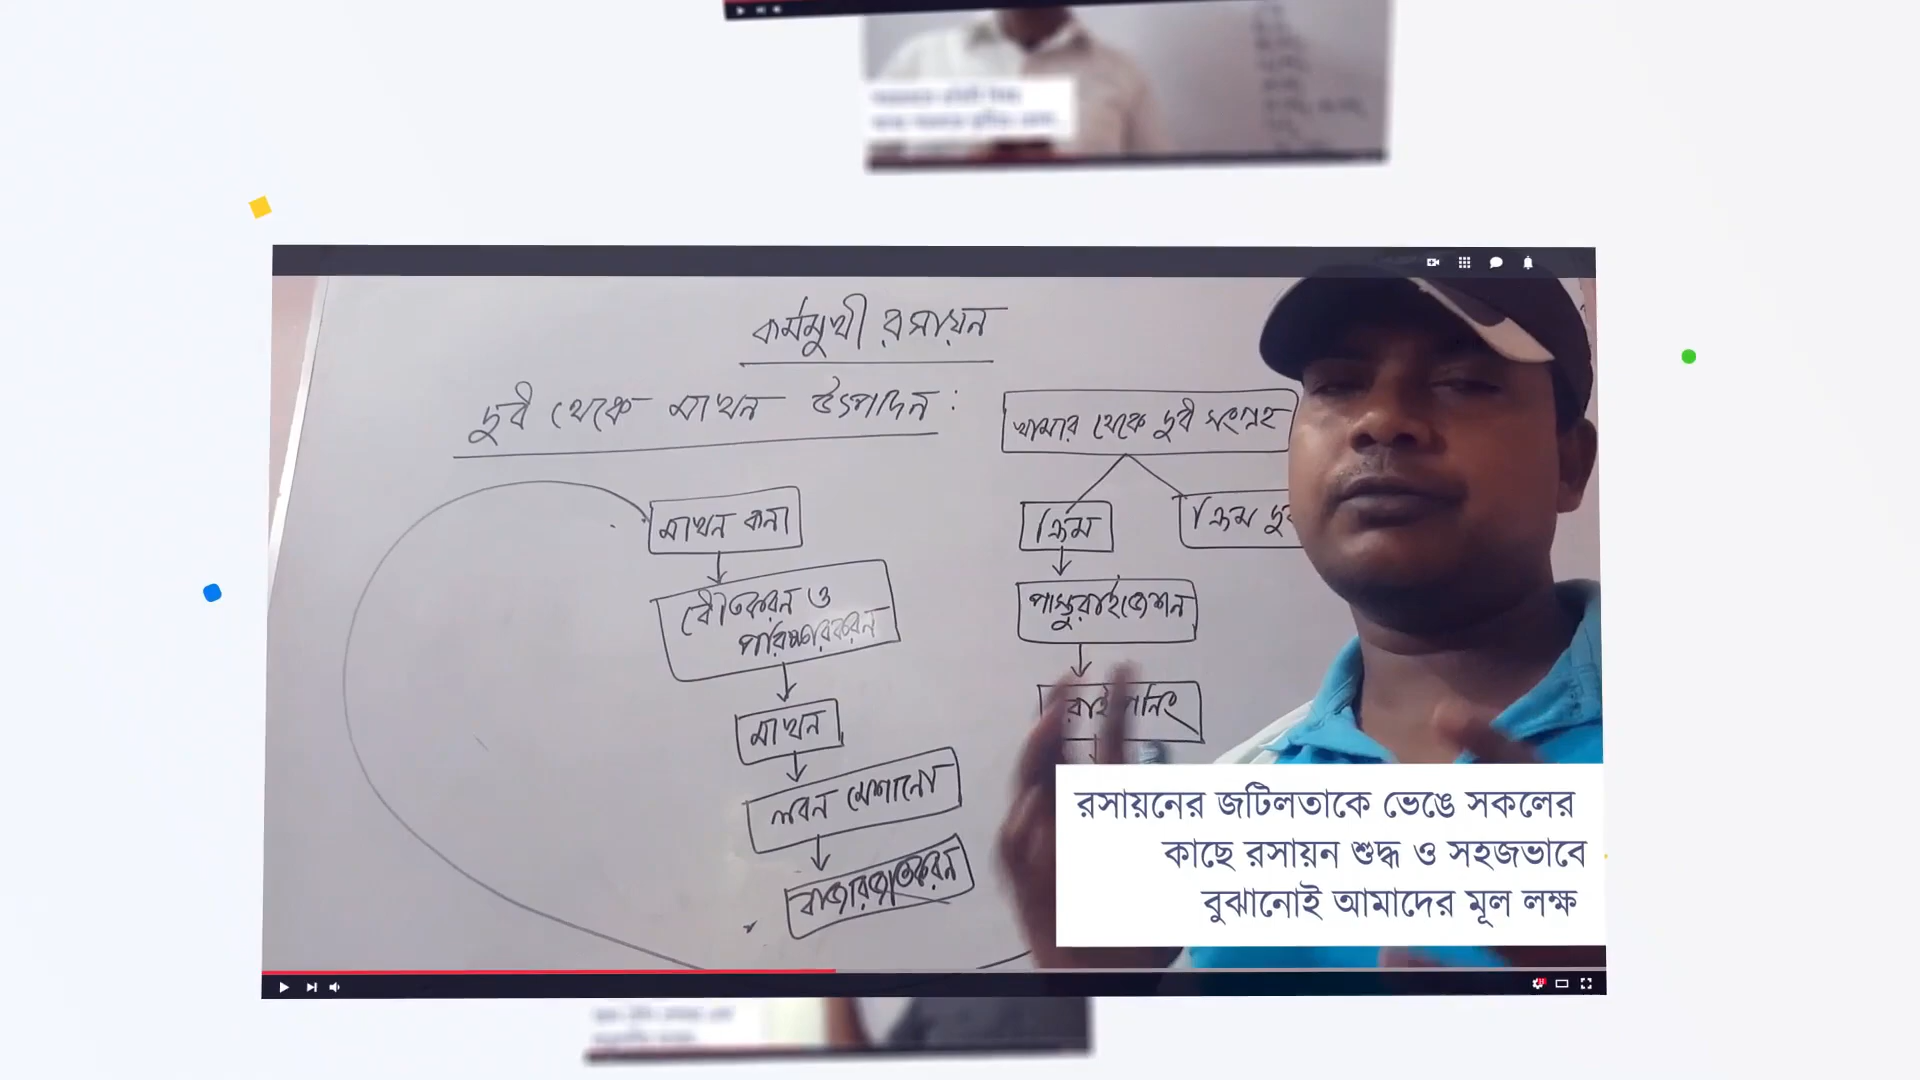 কর্মমুখী রসায়ন
দুধ থেকে মাখন উৎপাদন :
খামার থেকে দুধ সংগ্রহ
ক্রিম
ক্রিম
পাস্তুরাইজেশন
মাখন কনা
ধৌতকরন ও
পরিষ্কারকরন
মাখন
লবন মেশানো
বাজারজাতকরন
রসায়নের জটিলতাকে ভেঙে সকলের
কাছে রসায়ন শুদ্ধ ও সহজভাবে
বুঝানোই আমাদের মূল লক্ষ